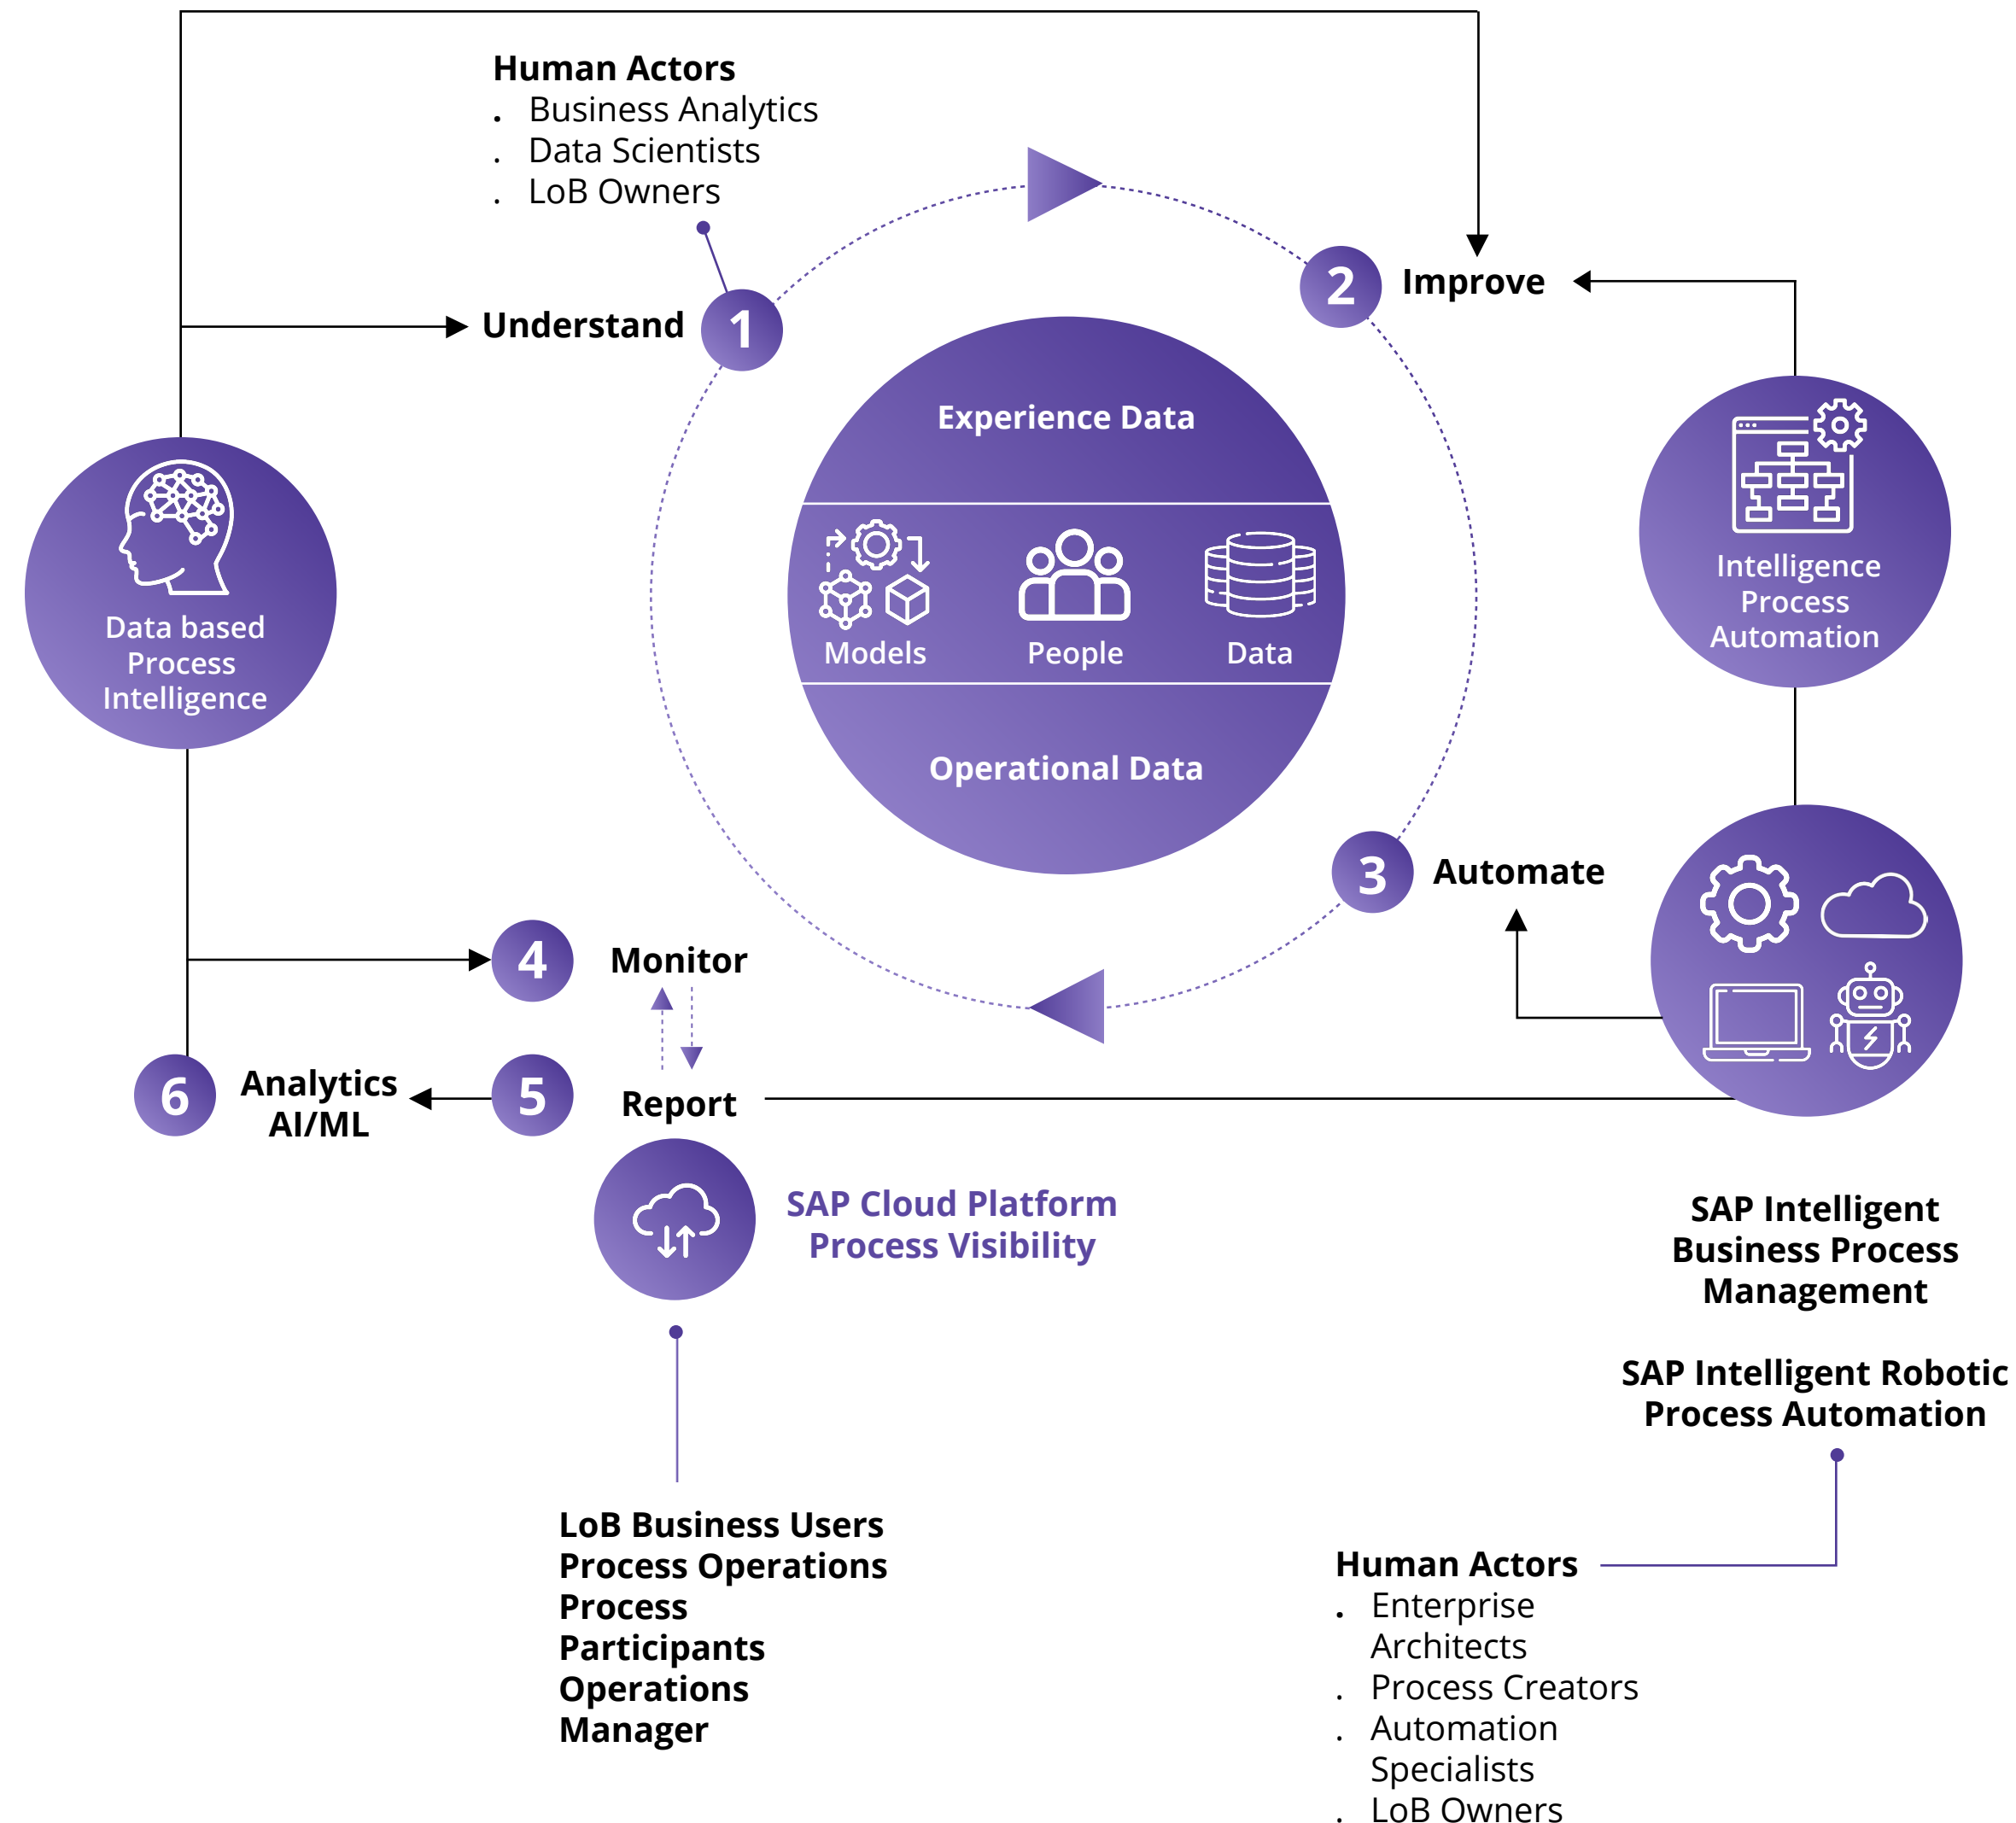 Human Actors
. Business Analytics
. Data Scientists
. LoB Owners
1
Understand
2
Improve
Experience Data
Models
People
Data
Operational Data
Data based
Process
Intelligence
Intelligence
Process
Automation
3
Automate
4
Monitor
5
Report
6
Analytics
AI/ML
SAP Cloud Platform
Process Visibility
SAP Intelligent
Business Process
Management
SAP Intelligent Robotic
Process Automation
LoB Business Users
Process Operations
Process
Participants
Operations
Manager
Human Actors
. Enterprise
Architects
. Process Creators
. Automation
Specialists
. LoB Owners